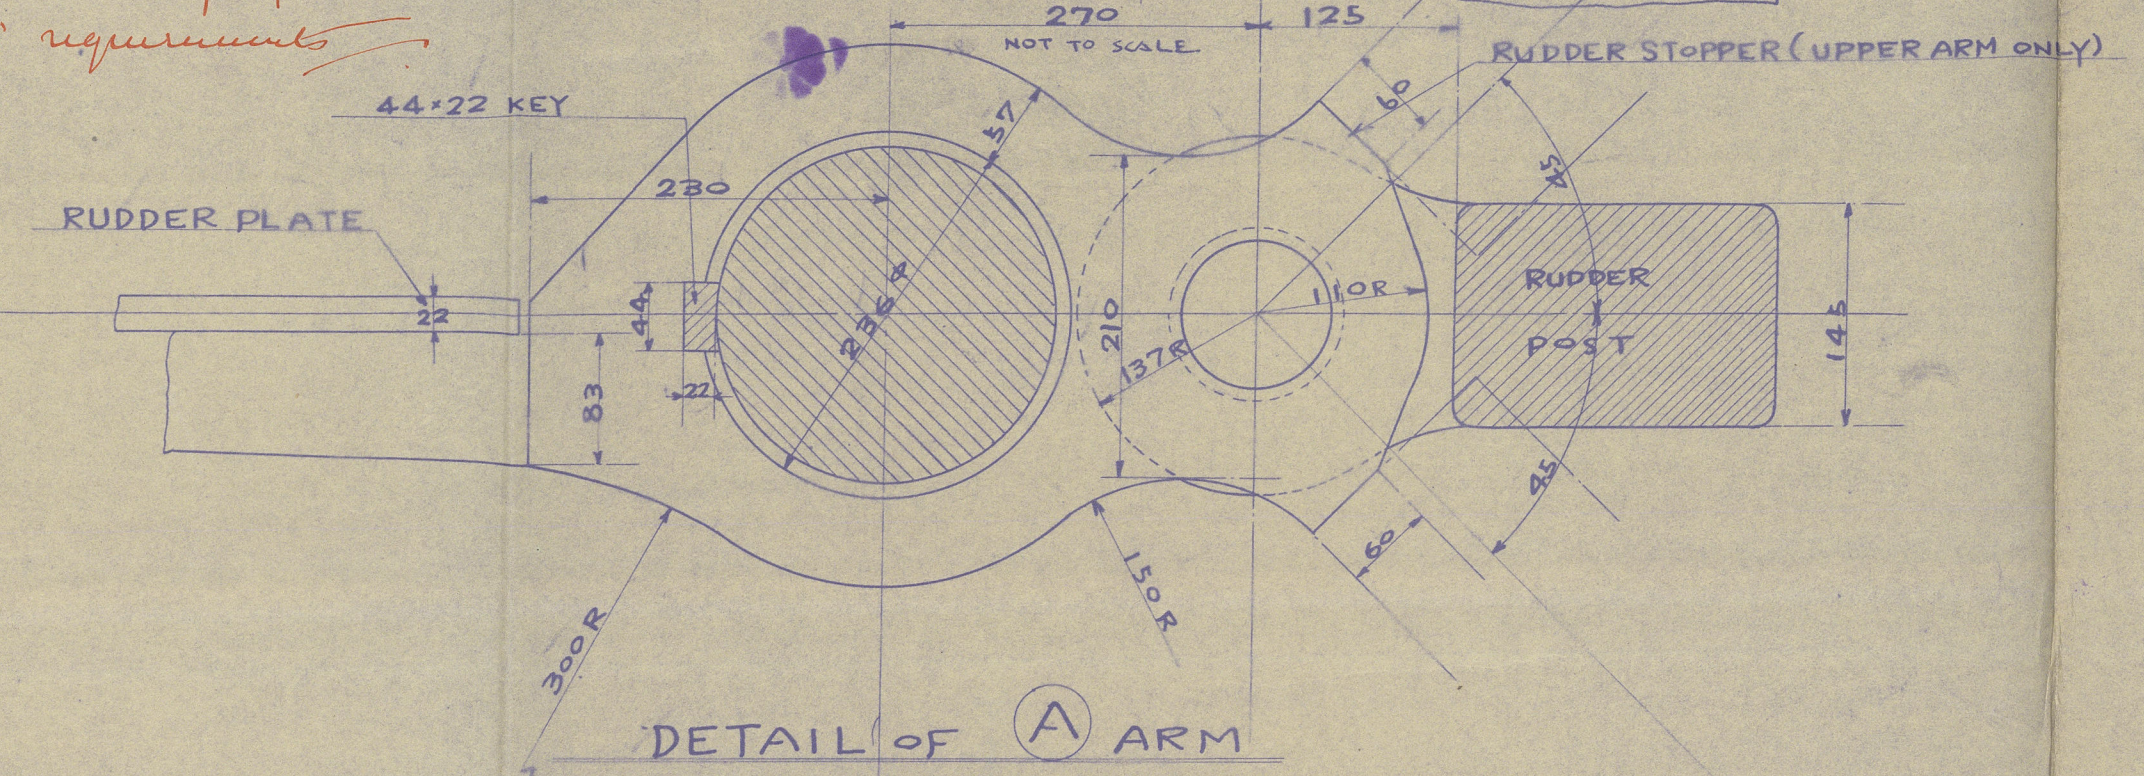 requirements
270
125
NOT TO SCALE
RUDDER STOPPER (UPPER ARM ONLY)
44×22 KEY
60
57
45
230
RUDDER PLATE
22
44
236 φ
210
110R
RUDDER
POST
145
137R
83
22
45
60
150R
300R
DETAIL OF A ARM